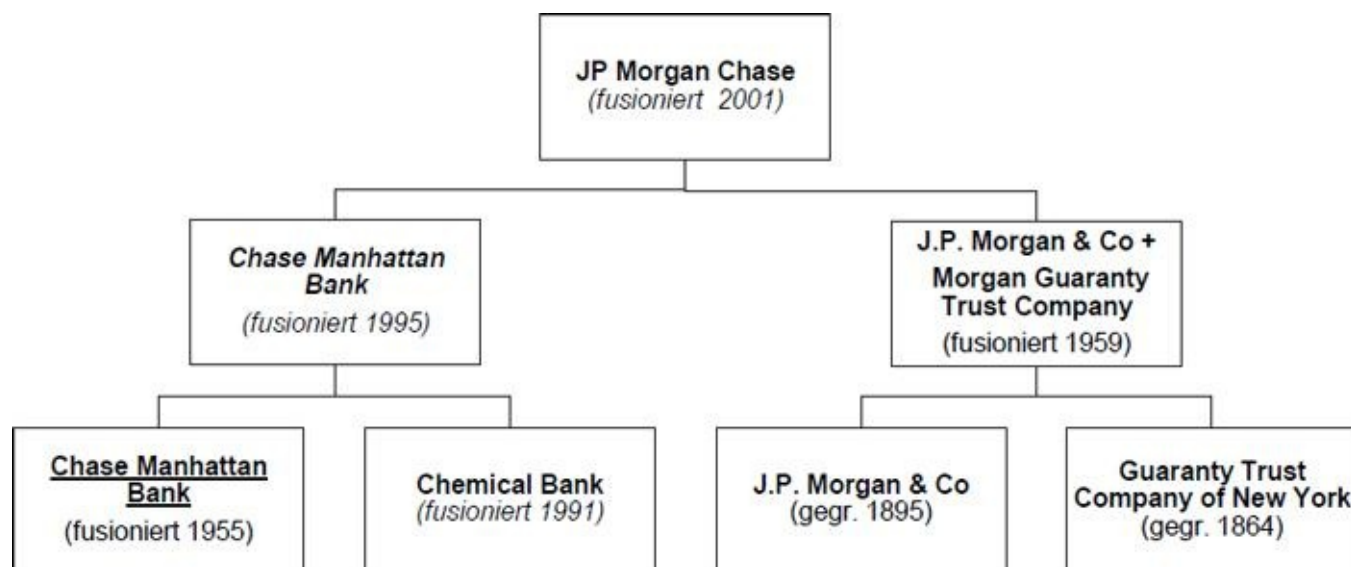 JP Morgan Chase
(fusioniert 2001)
Chase Manhattan
Bank
(fusioniert 1995)
J.P. Morgan & Co +
Morgan Guaranty
Trust Company
(fusioniert 1959)
Chase Manhattan
Bank
(fusioniert 1955)
Chemical Bank
(fusioniert 1991)
J.P. Morgan & Co
(gegr. 1895)
Guaranty Trust
Company of New York
(gegr. 1864)